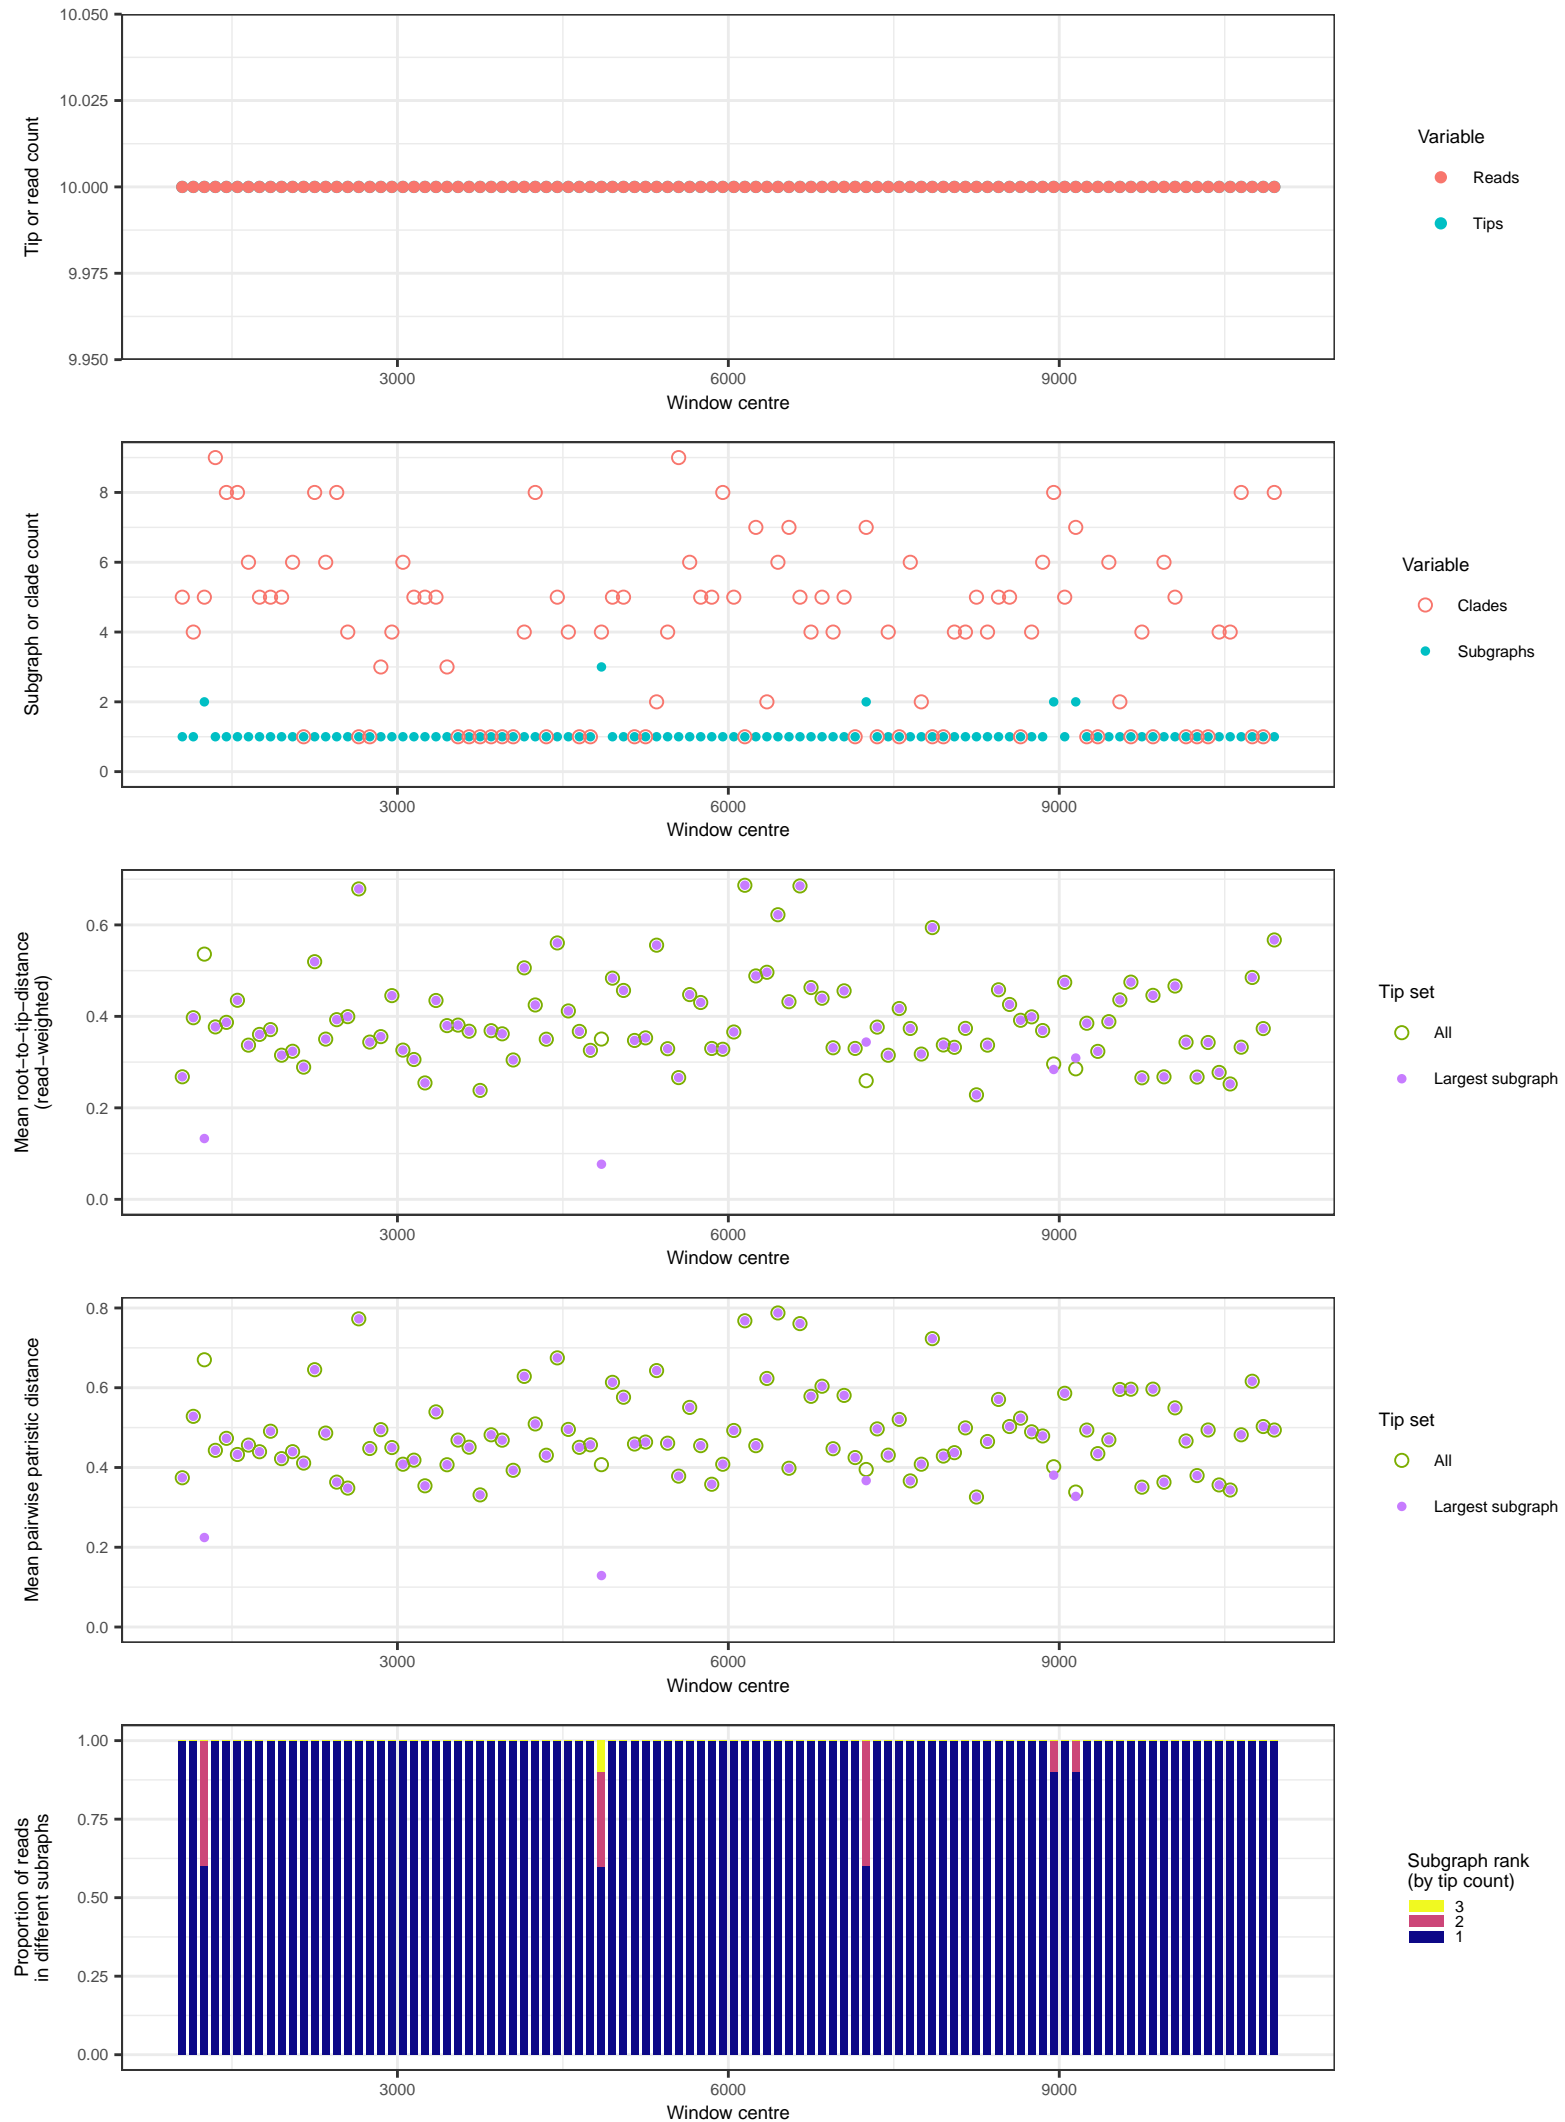 10.050
10.025
10.000
9.975
9.950
Tip or read count
3000 6000 9000
Window centre
Variable
Reads
Tips
8
6
4
2
0
Subgraph or clade count
3000 6000 9000
Window centre
Variable
Clades
Subgraphs
0.6
0.4
0.2
0.0
Mean root−to−tip−distance
(read−weighted)
3000 6000 9000
Window centre
Tip set
All
Largest subgraph
0.8
0.6
0.4
0.2
0.0
Mean pairwise patristic distance
3000 6000 9000
Window centre
Tip set
All
Largest subgraph
1.00
0.75
0.50
0.25
0.00
Proportion of reads
in different subraphs
3000 6000 9000
Window centre
Subgraph rank
(by tip count)
3
2
1